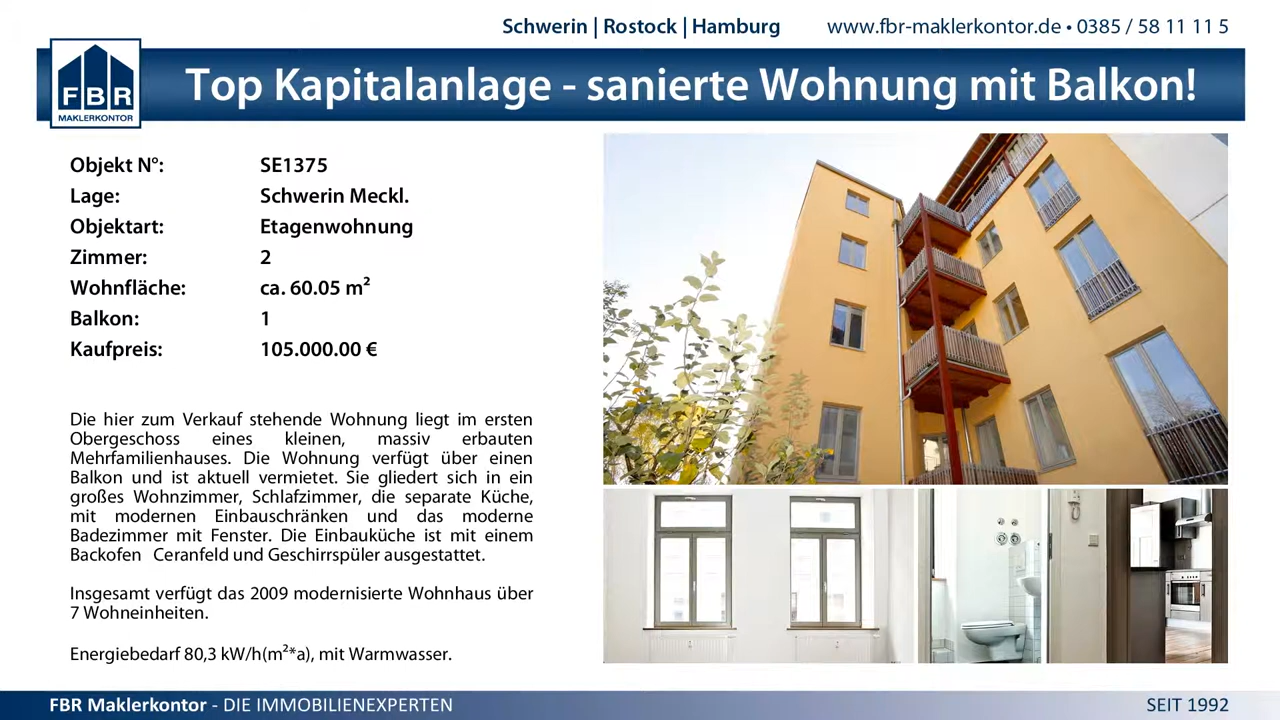 Schwerin | Rostock | Hamburg www.fbr-maklerkontor.de • 0385 / 58 11 11 5
FBR
MAKLERKONTOR
Top Kapitalanlage - sanierte Wohnung mit Balkon!
Objekt N°: SE1375
Lage: Schwerin Meckl.
Objektart: Etagenwohnung
Zimmer: 2
Wohnfläche: ca. 60.05 m²
Balkon: 1
Kaufpreis: 105.000.00 €
Die hier zum Verkauf stehende Wohnung liegt im ersten
Obergeschoss eines kleinen, massiv erbauten
Mehrfamilienhauses. Die Wohnung verfügt über einen
Balkon und ist aktuell vermietet. Sie gliedert sich in ein
großes Wohnzimmer, Schlafzimmer, die separate Küche,
mit modernen Einbauschränken und das moderne
Badezimmer mit Fenster. Die Einbauküche ist mit einem
Backofen Ceranfeld und Geschirrspüler ausgestattet.
Insgesamt verfügt das 2009 modernisierte Wohnhaus über
7 Wohneinheiten.
Energiebedarf 80,3 kW/h(m²*a), mit Warmwasser.
FBR Maklerkontor - DIE IMMOBILIENEXPERTEN SEIT 1992